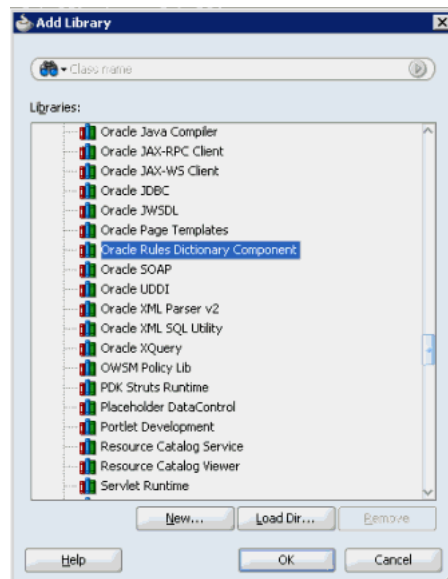 Add Library
Class name
Libraries:
Oracle Java Compiler
Oracle JAX-RPC Client
Oracle JAX-WS Client
Oracle JDBC
Oracle JWSDL
Oracle Page Templates
Oracle Rules Dictionary Component
Oracle SOAP
Oracle UDDI
Oracle XML Parser v2
Oracle XML SQL Utility
Oracle XQuery
OWSM Policy Lib
PDK Struts Runtime
Placeholder DataControl
Portlet Development
Resource Catalog Service
Resource Catalog Viewer
Servlet Runtime
New... Load Dir... Remove
Help OK Cancel